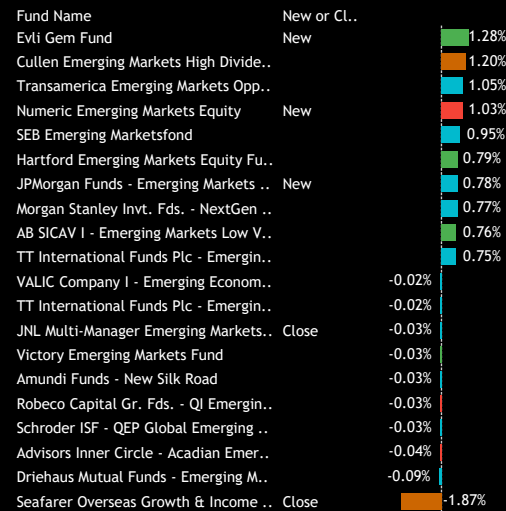 Fund Name New or Cl..
Evli Gem Fund New 1.28%
Cullen Emerging Markets High Divide.. 1.20%
Transamerica Emerging Markets Opp.. 1.05%
Numeric Emerging Markets Equity New 1.03%
SEB Emerging Marketsfond 0.95%
Hartford Emerging Markets Equity Fu.. 0.79%
JPMorgan Funds - Emerging Markets .. New 0.78%
Morgan Stanley Invt. Fds. - NextGen .. 0.77%
AB SICAV I - Emerging Markets Low V.. 0.76%
TT International Funds Plc - Emergin.. 0.75%
VALIC Company I - Emerging Econom.. -0.02%
TT International Funds Plc - Emergin.. -0.02%
JNL Multi-Manager Emerging Markets.. Close -0.03%
Victory Emerging Markets Fund -0.03%
Amundi Funds - New Silk Road -0.03%
Robeco Capital Gr. Fds. - QI Emergin.. -0.03%
Schroder ISF - QEP Global Emerging .. -0.03%
Advisors Inner Circle - Acadian Emer.. -0.04%
Driehaus Mutual Funds - Emerging M.. -0.09%
Seafarer Overseas Growth & Income .. Close -1.87%